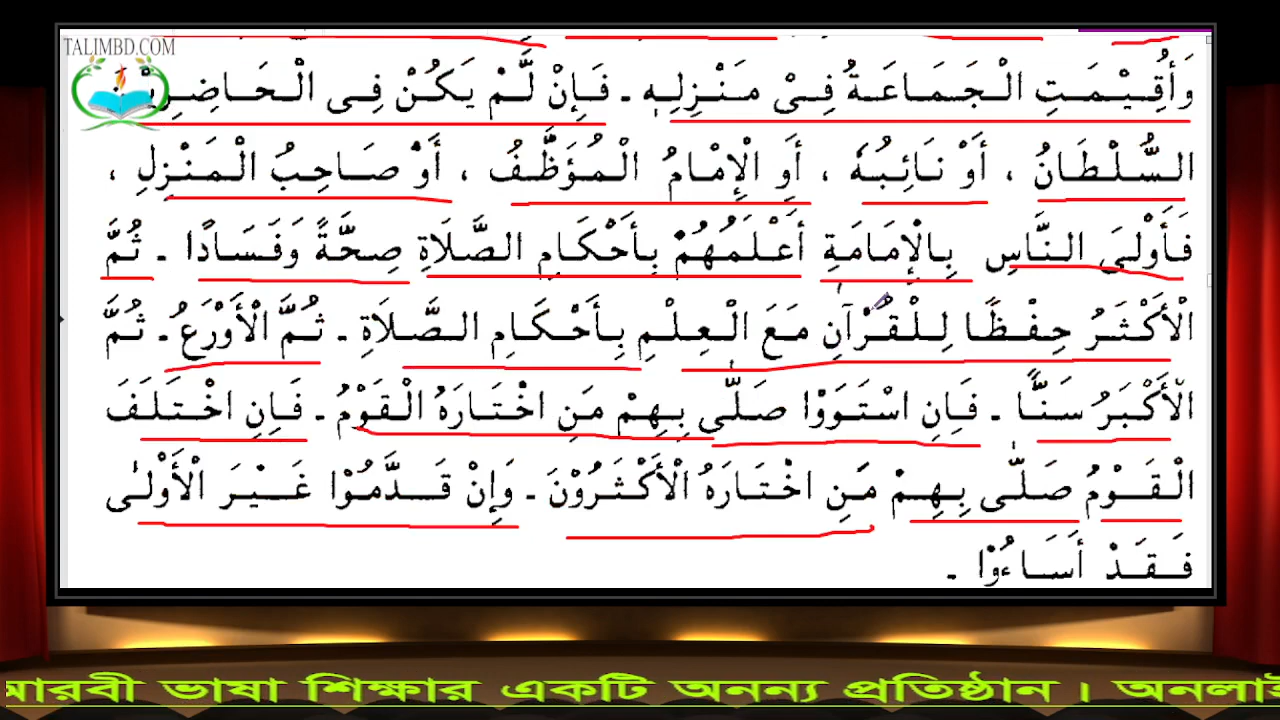 TALIMBD.COM
وَأُقِيْمَتِ الْجَمَاعَةُ فِىْ مَنْزِلِهٖ ـ فَإِنْ لَّمْ يَكُنْ فِى الْحَاضِرِيْنَ
السُّلْطَانُ ، أَوْ نَائِبُهٗ ، أَوِ الْإِمَامُ الْمُؤَظَّفُ ، أَوْ صَاحِبُ الْمَنْزِلِ ،
فَأَوْلَى النَّاسِ بِالْإِمَامَةِ أَعْلَمُهُمْ بِأَحْكَامِ الصَّلَاةِ صِحَّةً وَفَسَادًا ـ ثُمَّ
الْأَكْثَرُ حِفْظًا لِلْقُرْآنِ مَعَ الْعِلْمِ بِأَحْكَامِ الصَّلَاةِ ـ ثُمَّ الْأَوْرَعُ ـ ثُمَّ
الْأَكْبَرُ سَنًّا ـ فَإِنِ اسْتَوَوْا صَلّٰى بِهِمْ مَنِ اخْتَارَهُ الْقَوْمُ ـ فَإِنِ اخْتَلَفَ
الْقَوْمُ صَلّٰى بِهِمْ مَنِ اخْتَارَهُ الْأَكْثَرُوْنَ ـ وَإِنْ قَدَّمُوْا غَيْرَ الْأَوْلٰى
فَقَدْ أَسَاءُوْا ـ
আরবী ভাষা শিক্ষার একটি অনন্য প্রতিষ্ঠান ।